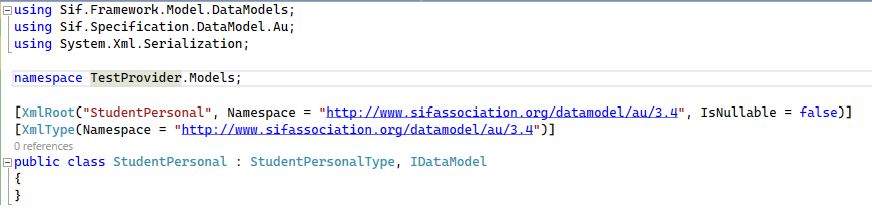 using Sif.Framework.Model.DataModels;
using Sif.Specification.DataModel.Au;
using System.Xml.Serialization;
namespace TestProvider.Models;
[XmlRoot("StudentPersonal", Namespace = "http://www.sifassociation.org/datamodel/au/3.4", IsNullable = false)]
[XmlType(Namespace = "http://www.sifassociation.org/datamodel/au/3.4")]
0 references
public class StudentPersonal : StudentPersonalType, IDataModel
{
}